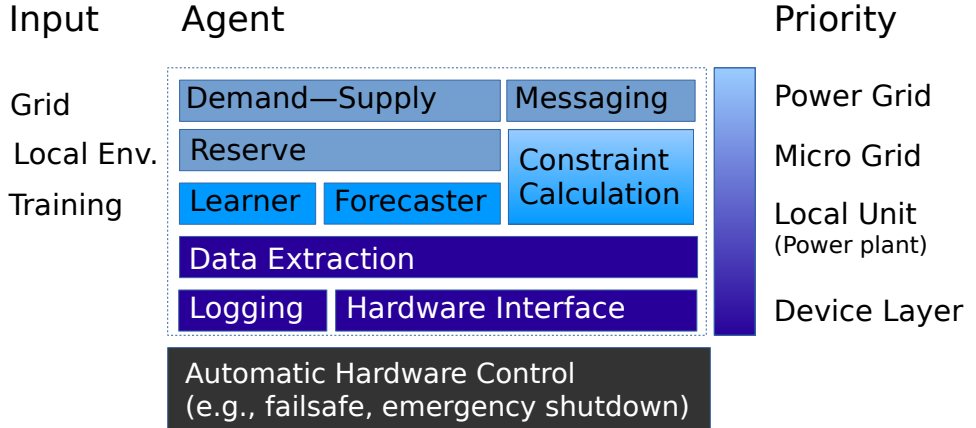 Input Agent Priority
Grid Demand—Supply Messaging Power Grid
Local Env. Reserve Constraint Micro Grid
Training Learner Forecaster Calculation Local Unit
(Power plant)
Data Extraction
Logging Hardware Interface Device Layer
Automatic Hardware Control
(e.g., failsafe, emergency shutdown)